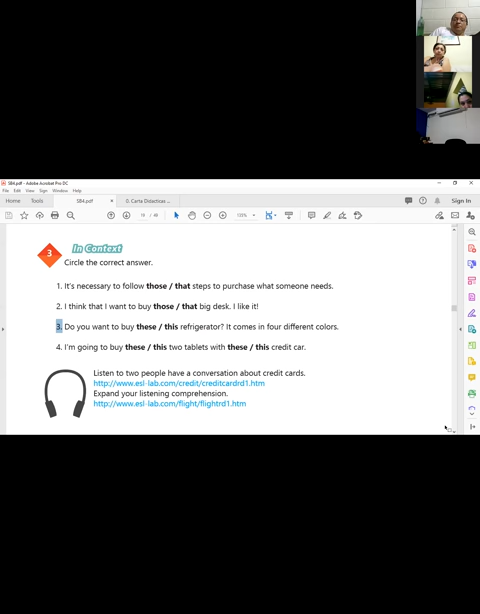 SB4.pdf - Adobe Acrobat Pro DC
File Edit View Sign Window Help
Home Tools SB4.pdf × 0. Carta Didacticas ... Sign In
19 / 49 133%
3 In Context
Circle the correct answer.
1. It's necessary to follow those / that steps to purchase what someone needs.
2. I think that I want to buy those / that big desk. I like it!
3. Do you want to buy these / this refrigerator? It comes in four different colors.
4. I'm going to buy these / this two tablets with these / this credit car.
Listen to two people have a conversation about credit cards.
http://www.esl-lab.com/credit/creditcardrd1.htm
Expand your listening comprehension.
http://www.esl-lab.com/flight/flightrd1.htm